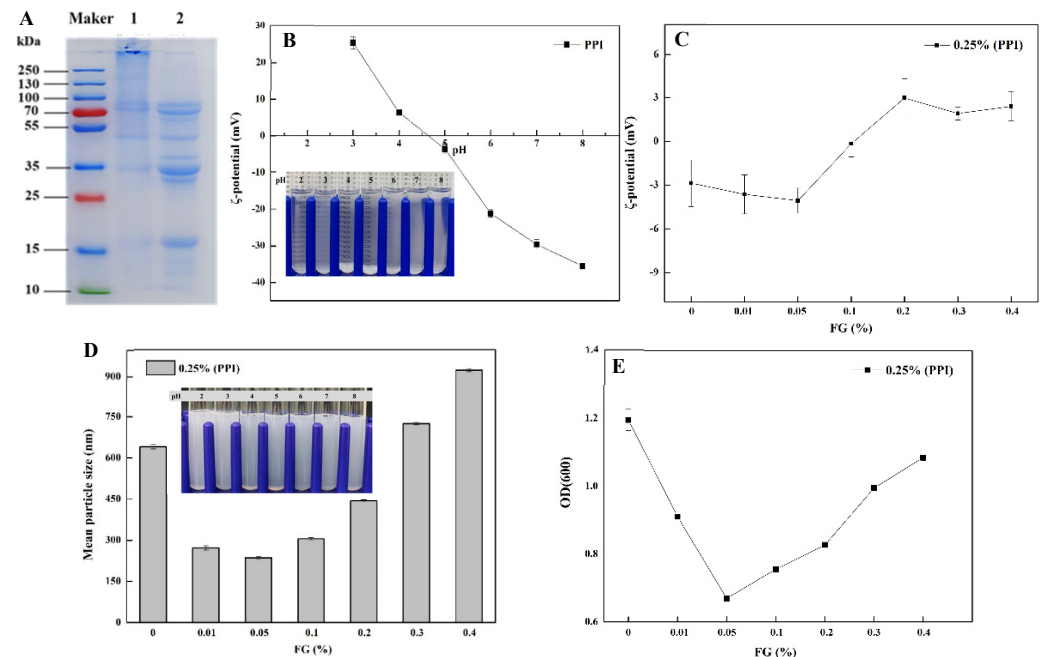 A
Maker 1 2
kDa
250
130
100
70
55
35
25
15
10
B
PPI
ζ-potential (mV)
30
20
10
0
-10
-20
-30
-40
2 3 4 5 6 7 8
pH
pH 2 3 4 5 6 7 8
C
0.25% (PPI)
ζ-potential (mV)
6
3
0
-3
-6
-9
0 0.01 0.05 0.1 0.2 0.3 0.4
FG (%)
D
0.25% (PPI)
pH 2 3 4 5 6 7 8
Mean particle size (nm)
900
750
600
450
300
150
0
0 0.01 0.05 0.1 0.2 0.3 0.4
FG (%)
E
0.25% (PPI)
OD(600)
1.4
1.2
1.0
0.8
0.6
0 0.01 0.05 0.1 0.2 0.3 0.4
FG (%)